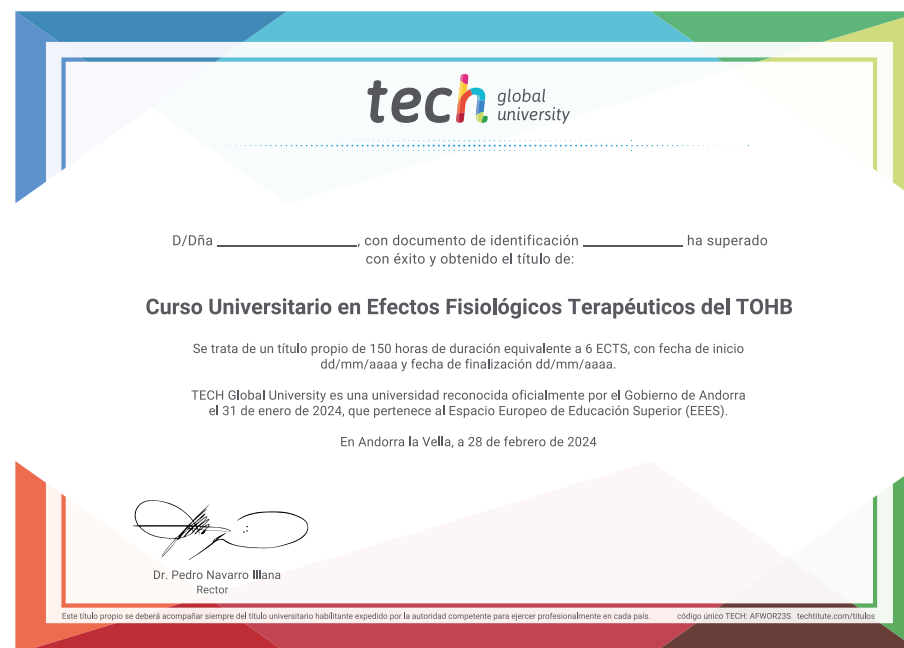 tech global university
D/Dña ____________________, con documento de identificación ______________ ha superado
con éxito y obtenido el título de:
Curso Universitario en Efectos Fisiológicos Terapéuticos del TOHB
Se trata de un título propio de 150 horas de duración equivalente a 6 ECTS, con fecha de inicio
dd/mm/aaaa y fecha de finalización dd/mm/aaaa.
TECH Global University es una universidad reconocida oficialmente por el Gobierno de Andorra
el 31 de enero de 2024, que pertenece al Espacio Europeo de Educación Superior (EEES).
En Andorra la Vella, a 28 de febrero de 2024
Dr. Pedro Navarro Illana
Rector
Este título propio se deberá acompañar siempre del título universitario habilitante expedido por la autoridad competente para ejercer profesionalmente en cada país. código único TECH: AFWOR23S techtitute.com/titulos